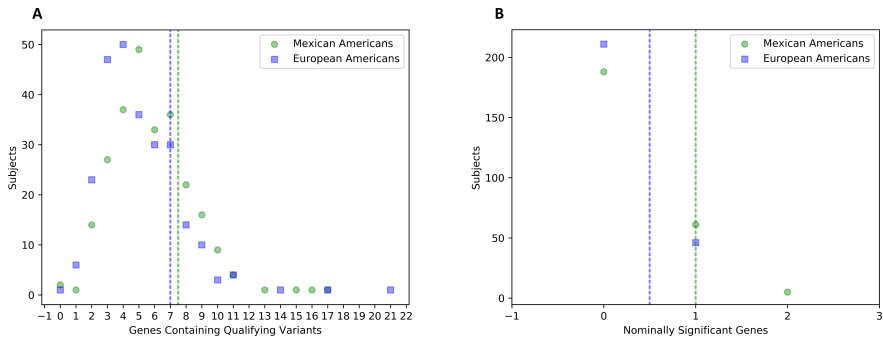 A
B
Mexican Americans
European Americans
50
40
30
20
10
0
Subjects
−1 0 1 2 3 4 5 6 7 8 9 10 11 12 13 14 15 16 17 18 19 20 21 22
Genes Containing Qualifying Variants
Mexican Americans
European Americans
200
150
100
50
0
Subjects
−1 0 1 2 3
Nominally Significant Genes